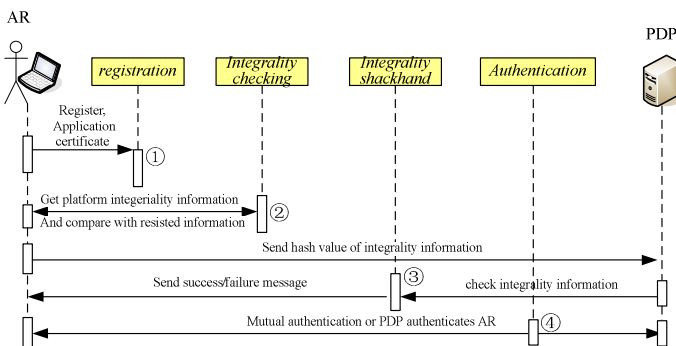 AR
PDP
registration
Integrality
checking
Integrality
shackhand
Authentication
Register,
Application
certificate
①
Get platform integeriality information
And compare with resisted information
②
Send hash value of integrality information
③
Send success/failure message
check integrality information
Mutual authentication or PDP authenticates AR
④